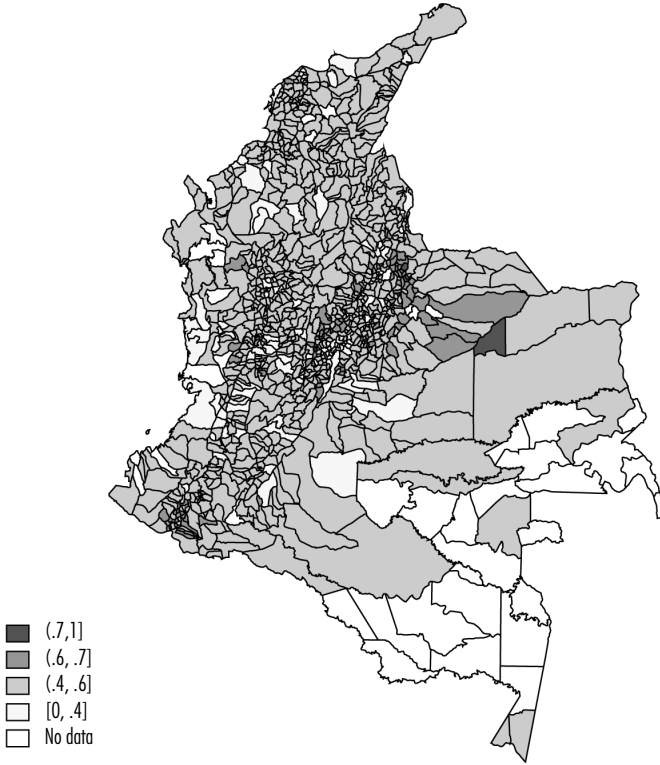 (.7,1]
(.6, .7]
(.4, .6]
[0, .4]
No data